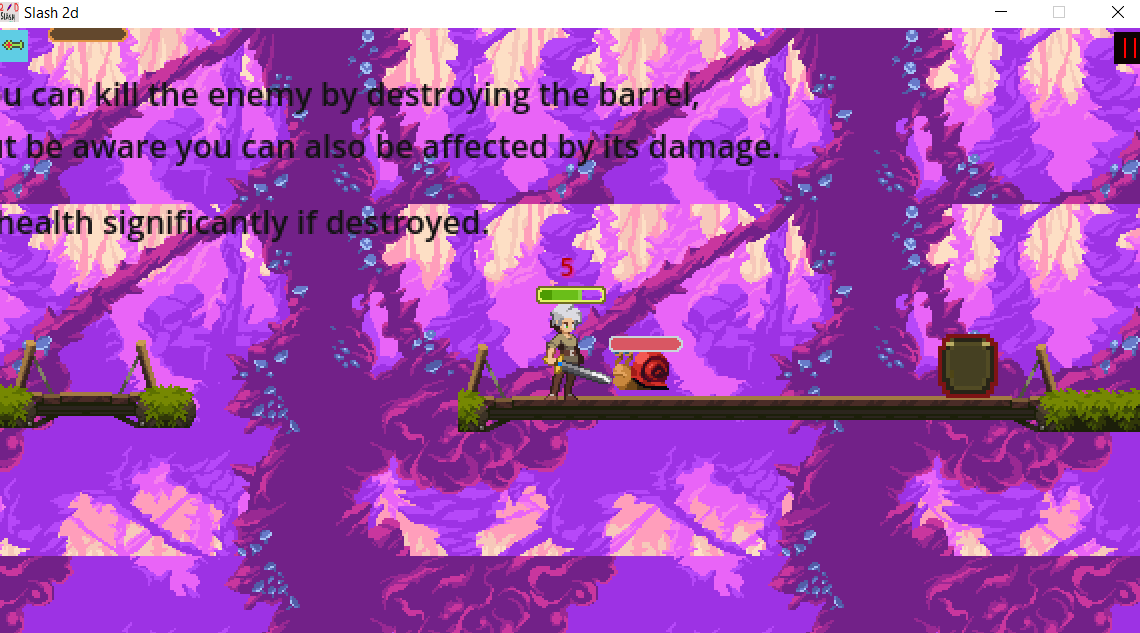 Slash 2d
u can kill the enemy by destroying the barrel,
t be aware you can also be affected by its damage.
health significantly if destroyed.
5